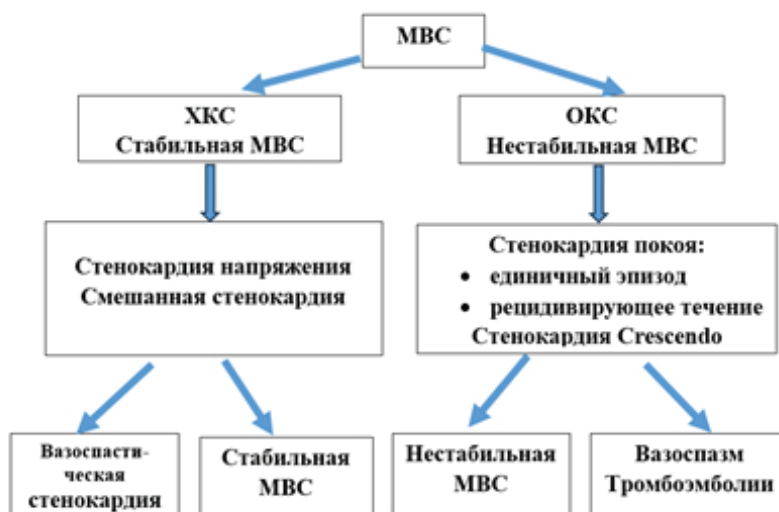 МВС
ХКС
Стабильная МВС
ОКС
Нестабильная МВС
Стенокардия напряжения
Смешанная стенокардия
Стенокардия покоя:
• единичный эпизод
• рецидивирующее течение
Стенокардия Crescendo
Вазоспасти-
ческая
стенокардия
Стабильная
МВС
Нестабильная
МВС
Вазоспазм
Тромбоэмболии